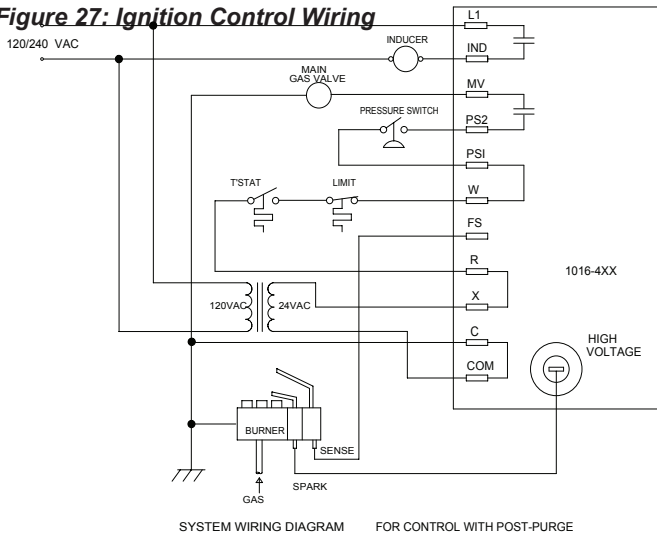 Figure 27: Ignition Control Wiring
120/240 VAC
INDUCER
MAIN
GAS VALVE
PRESSURE SWITCH
T'STAT
LIMIT
L1
IND
MV
PS2
PSI
W
FS
R
X
C
COM
1016-4XX
HIGH
VOLTAGE
120VAC
24VAC
BURNER
SENSE
SPARK
GAS
SYSTEM WIRING DIAGRAM FOR CONTROL WITH POST-PURGE